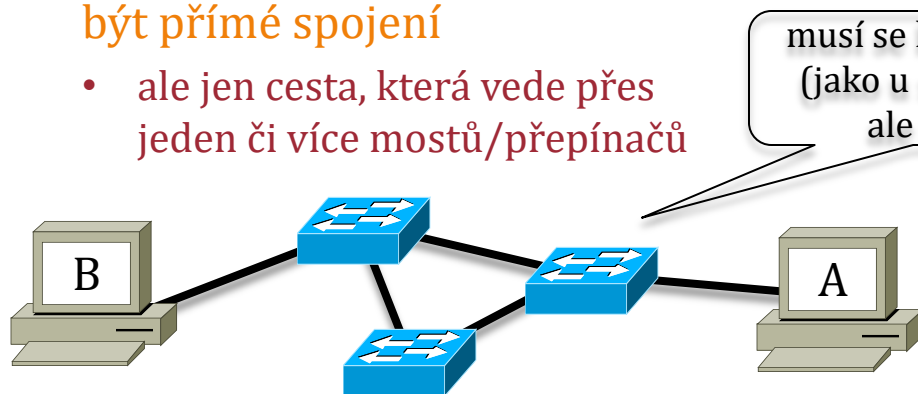 být přímé spojení
• ale jen cesta, která vede přes
jeden či více mostů/přepínačů
musí se
(jako u
ale
B
A